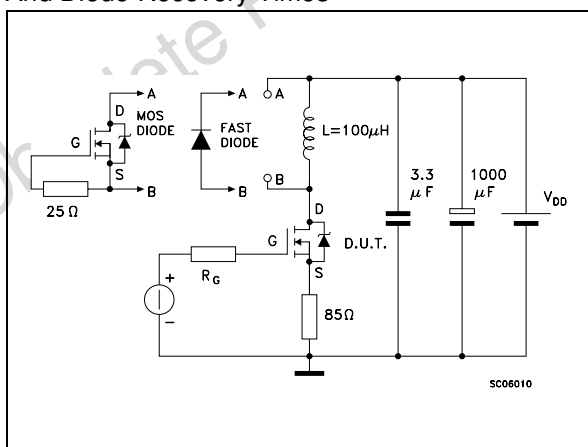 And Diode Recovery Times
A
D
MOS
DIODE
G
S
B
25 Ω
A
FAST
DIODE
B
A
L=100μH
B
D
G
D.U.T.
S
R_G
+
−
85Ω
3.3
μF
1000
μF
V_DD
SC06010